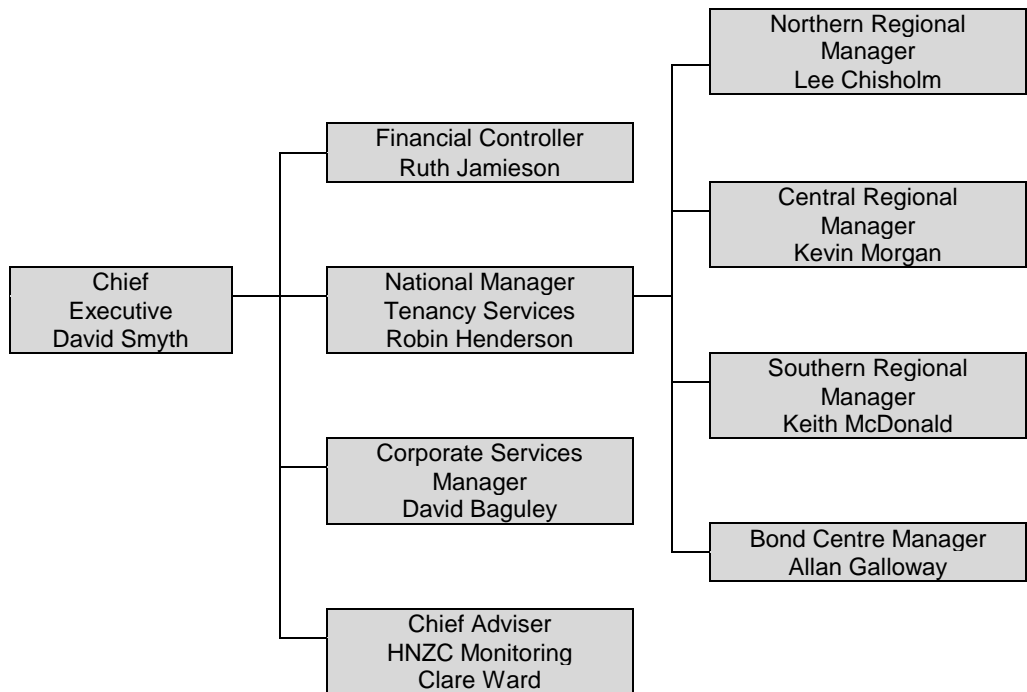 Chief
Executive
David Smyth
Financial Controller
Ruth Jamieson
National Manager
Tenancy Services
Robin Henderson
Corporate Services
Manager
David Baguley
Chief Adviser
HNZC Monitoring
Clare Ward
Northern Regional
Manager
Lee Chisholm
Central Regional
Manager
Kevin Morgan
Southern Regional
Manager
Keith McDonald
Bond Centre Manager
Allan Galloway